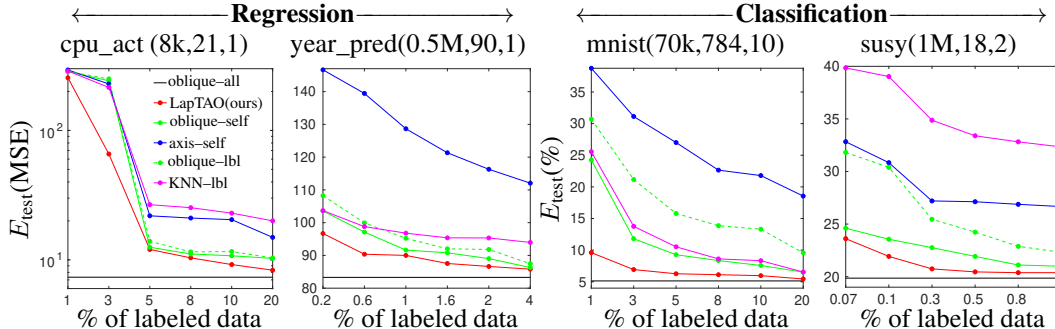 Regression
Classification
cpu_act (8k,21,1)
year_pred(0.5M,90,1)
mnist(70k,784,10)
susy(1M,18,2)
oblique–all
LapTAO(ours)
oblique–self
axis–self
oblique–lbl
KNN–lbl
E_test(MSE)
10^2
10^1
1 3 5 8 10 20
% of labeled data
140
130
120
110
100
90
80
0.2 0.6 1 1.6 2 4
% of labeled data
E_test(%)
35
30
25
20
15
10
5
1 3 5 8 10 20
% of labeled data
40
35
30
25
20
0.07 0.1 0.3 0.5 0.8 1
% of labeled data